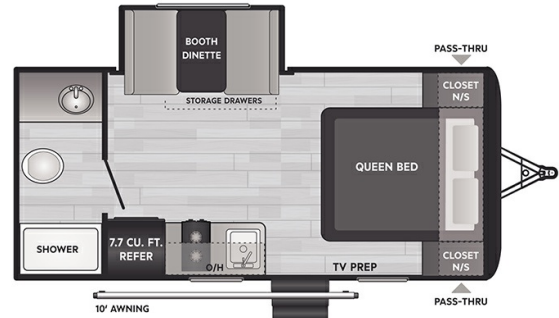 BOOTH
DINETTE
PASS-THRU
CLOSET
N/S
STORAGE DRAWERS
QUEEN BED
SHOWER
7.7 CU. FT.
REFER
O/H
TV PREP
CLOSET
N/S
10' AWNING
PASS-THRU